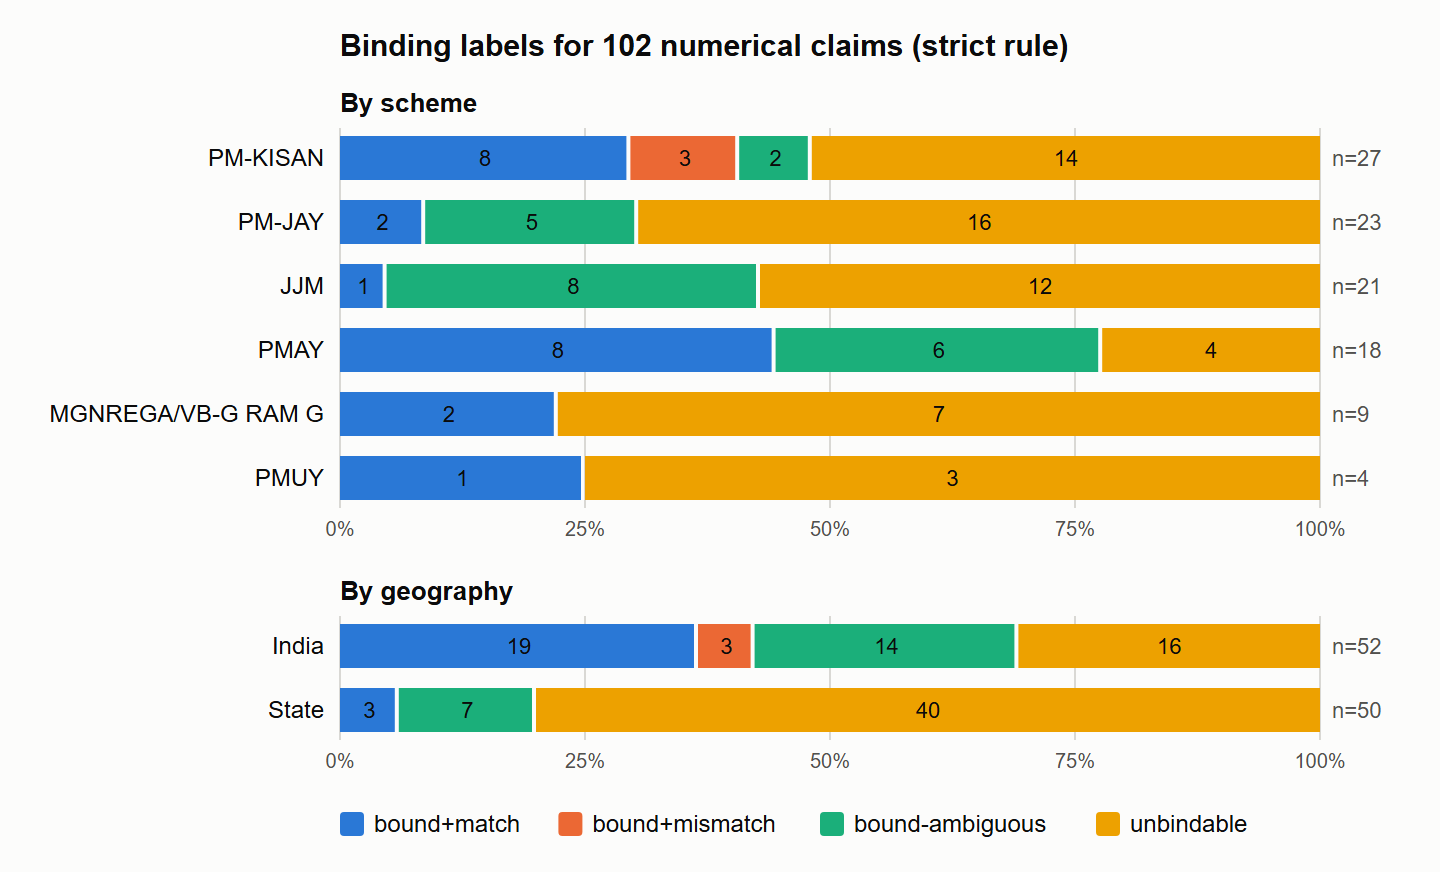 Binding labels for 102 numerical claims (strict rule)
By scheme
PM-KISAN 8 3 2 14 n=27
PM-JAY 2 5 16 n=23
JJM 1 8 12 n=21
PMAY 8 6 4 n=18
MGNREGA/VB-G RAM G 2 7 n=9
PMUY 1 3 n=4
0% 25% 50% 75% 100%
By geography
India 19 3 14 16 n=52
State 3 7 40 n=50
0% 25% 50% 75% 100%
bound+match bound+mismatch bound-ambiguous unbindable